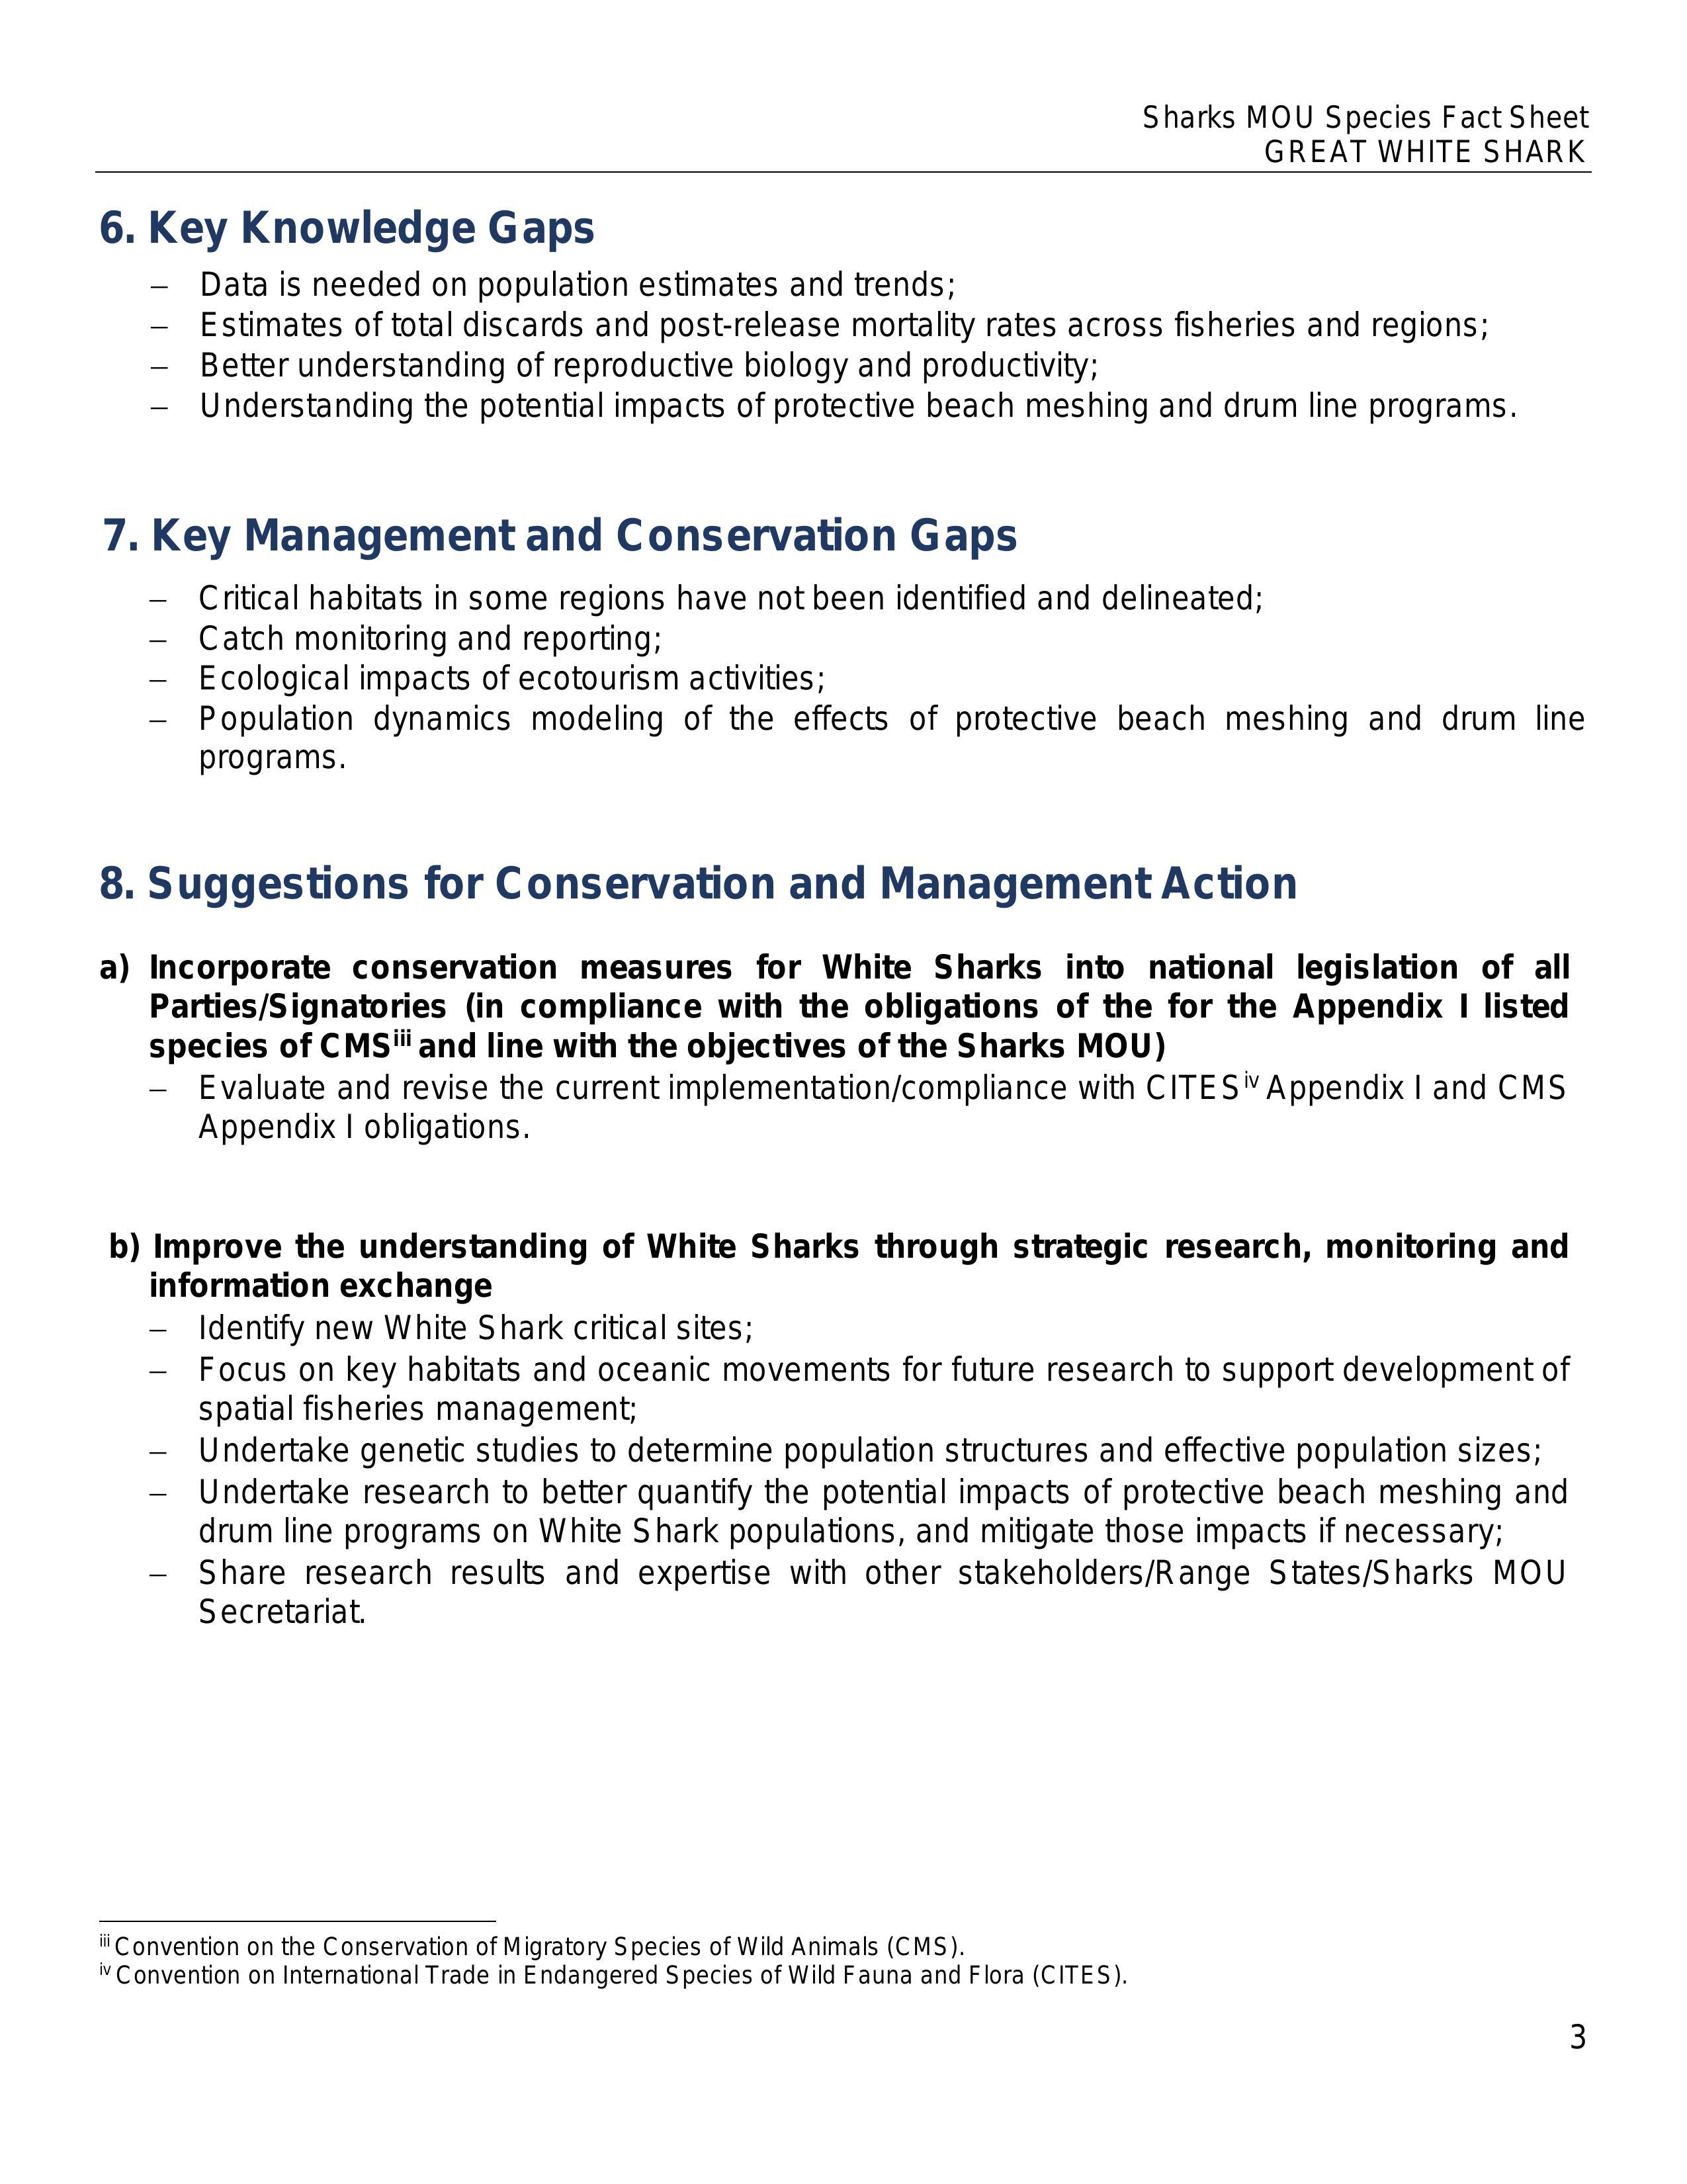 Sharks MOU Species Fact Sheet
GREAT WHITE SHARK
6. Key Knowledge Gaps
– Data is needed on population estimates and trends;
– Estimates of total discards and post-release mortality rates across fisheries and regions;
– Better understanding of reproductive biology and productivity;
– Understanding the potential impacts of protective beach meshing and drum line programs.
7. Key Management and Conservation Gaps
– Critical habitats in some regions have not been identified and delineated;
– Catch monitoring and reporting;
– Ecological impacts of ecotourism activities;
– Population dynamics modeling of the effects of protective beach meshing and drum line
programs.
8. Suggestions for Conservation and Management Action
a) Incorporate conservation measures for White Sharks into national legislation of all
Parties/Signatories (in compliance with the obligations of the for the Appendix I listed
species of CMSiii and line with the objectives of the Sharks MOU)
– Evaluate and revise the current implementation/compliance with CITESiv Appendix I and CMS
Appendix I obligations.
b) Improve the understanding of White Sharks through strategic research, monitoring and
information exchange
– Identify new White Shark critical sites;
– Focus on key habitats and oceanic movements for future research to support development of
spatial fisheries management;
– Undertake genetic studies to determine population structures and effective population sizes;
– Undertake research to better quantify the potential impacts of protective beach meshing and
drum line programs on White Shark populations, and mitigate those impacts if necessary;
– Share research results and expertise with other stakeholders/Range States/Sharks MOU
Secretariat.
iii Convention on the Conservation of Migratory Species of Wild Animals (CMS).
iv Convention on International Trade in Endangered Species of Wild Fauna and Flora (CITES).
3